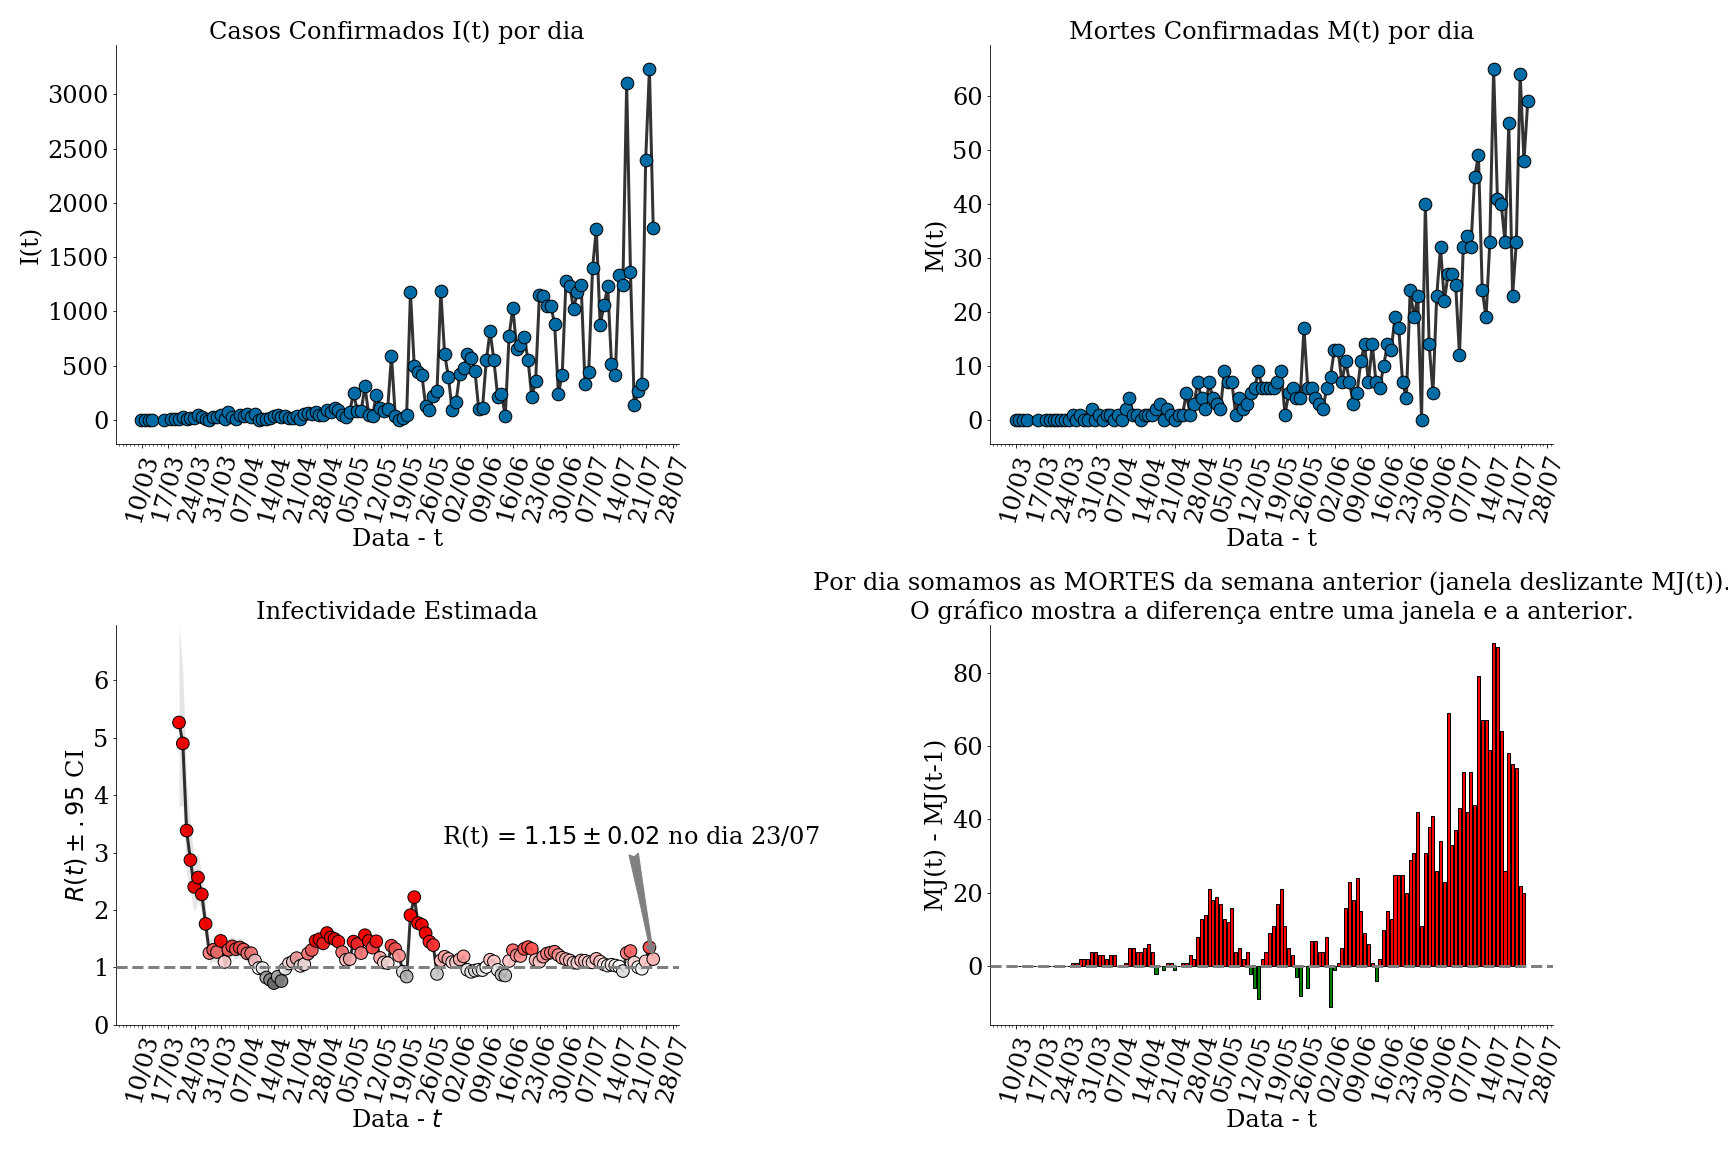 Casos Confirmados I(t) por dia
I(t)
3000
2500
2000
1500
1000
500
0
10/03 17/03 24/03 31/03 07/04 14/04 21/04 28/04 05/05 12/05 19/05 26/05 02/06 09/06 16/06 23/06 30/06 07/07 14/07 21/07 28/07
Data - t
Mortes Confirmadas M(t) por dia
M(t)
60
50
40
30
20
10
0
10/03 17/03 24/03 31/03 07/04 14/04 21/04 28/04 05/05 12/05 19/05 26/05 02/06 09/06 16/06 23/06 30/06 07/07 14/07 21/07 28/07
Data - t
Infectividade Estimada
R(t) ± .95 CI
6
5
4
3
2
1
0
R(t) = 1.15 ± 0.02 no dia 23/07
10/03 17/03 24/03 31/03 07/04 14/04 21/04 28/04 05/05 12/05 19/05 26/05 02/06 09/06 16/06 23/06 30/06 07/07 14/07 21/07 28/07
Data - t
Por dia somamos as MORTES da semana anterior (janela deslizante MJ(t)).
O gráfico mostra a diferença entre uma janela e a anterior.
MJ(t) - MJ(t-1)
80
60
40
20
0
10/03 17/03 24/03 31/03 07/04 14/04 21/04 28/04 05/05 12/05 19/05 26/05 02/06 09/06 16/06 23/06 30/06 07/07 14/07 21/07 28/07
Data - t